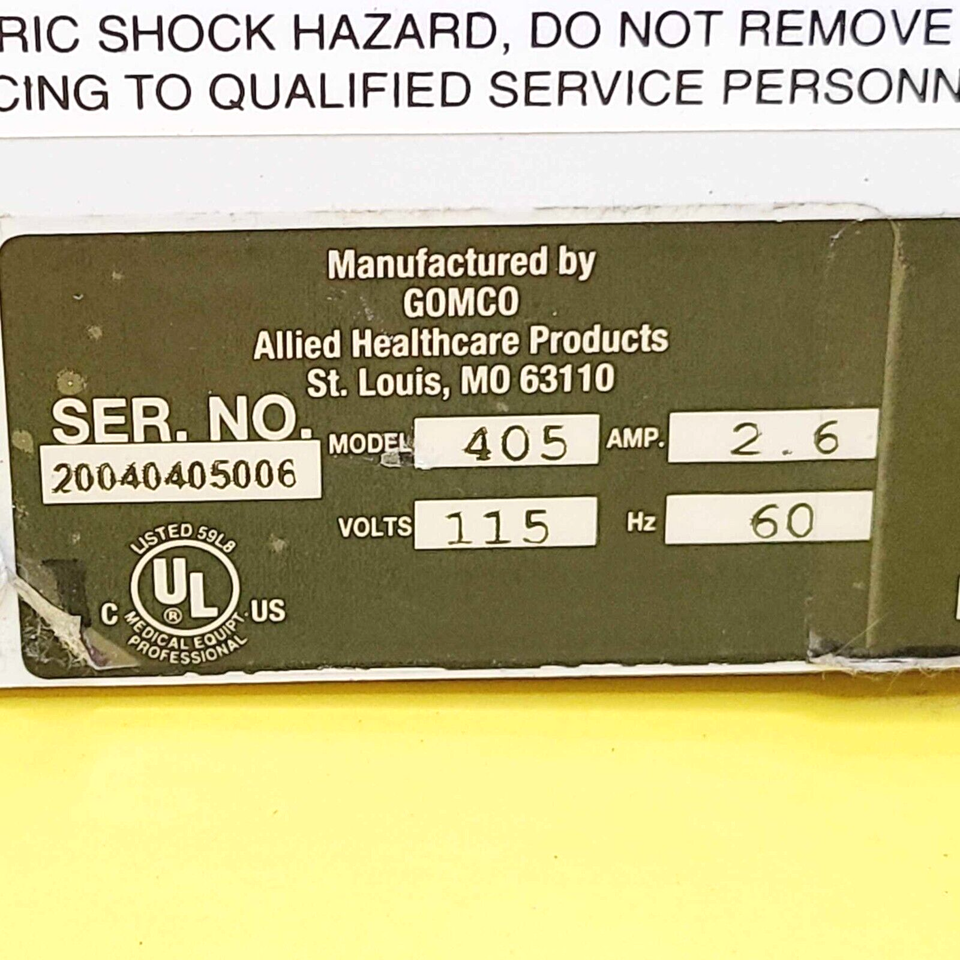 RIC SHOCK HAZARD, DO NOT REMOVE
CING TO QUALIFIED SERVICE PERSONN
Manufactured by
GOMCO
Allied Healthcare Products
St. Louis, MO 63110
SER. NO.
20040405006
MODEL 405 AMP. 2.6
VOLTS 115 Hz 60
LISTED 59L8
C UL ® US
MEDICAL EQUIPT
PROFESSIONAL